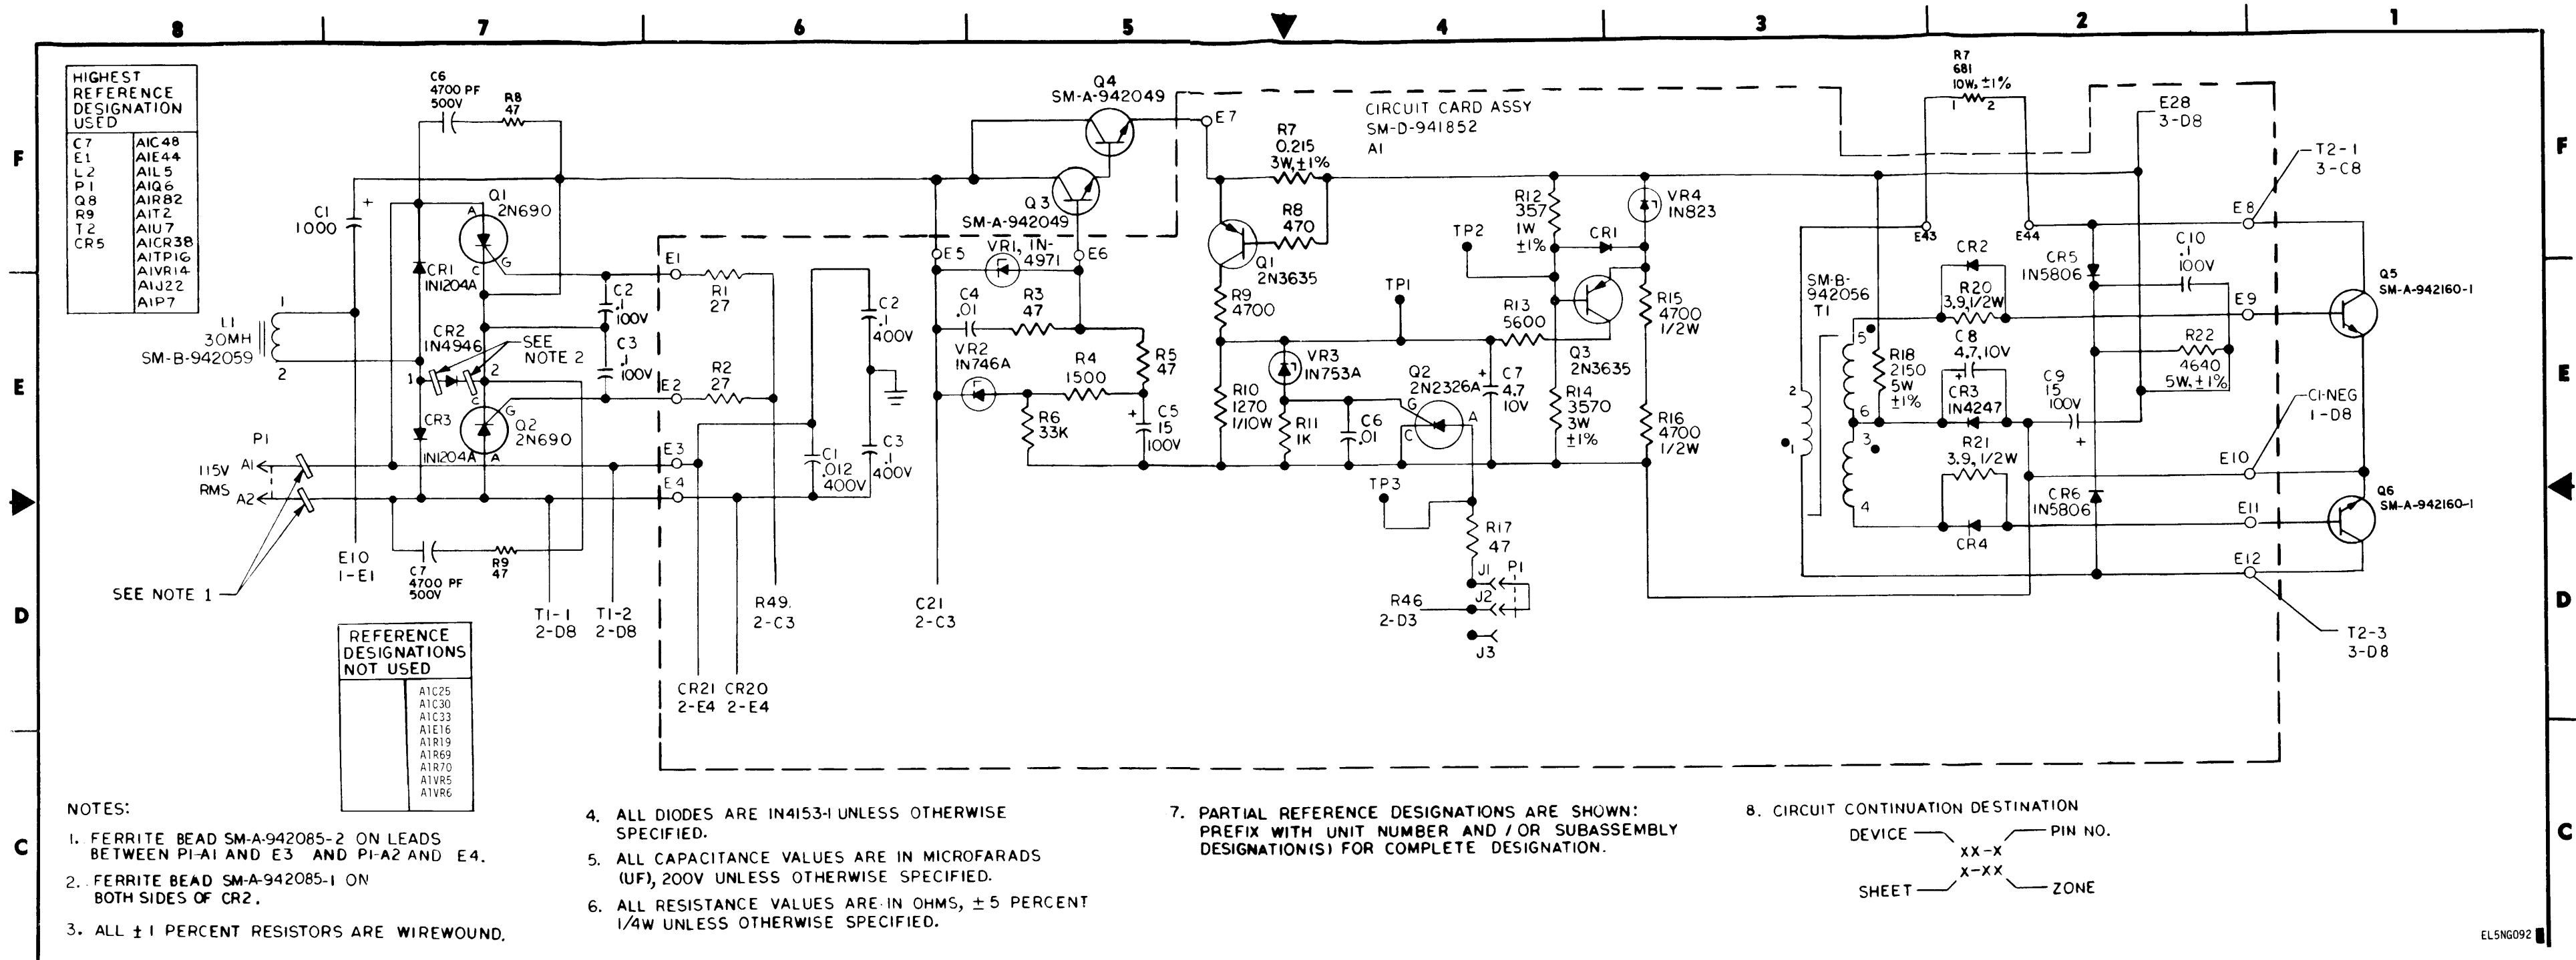 8 7 6 5 4 3 2 1
F
E
D
C
F
E
D
C
HIGHEST
REFERENCE
DESIGNATION
USED
C7 A1C48
E1 A1E44
L2 A1L5
P1 A1Q6
Q8 A1R82
R9 A1T2
T2 A1U7
CR5 A1CR38
A1TP16
A1VR14
A1J22
A1P7
C6
4700 PF
500V
R8
47
C1
1000
+
Q1
2N690
A
G
C
CR1
1N1204A
L1
30MH
SM-B-942059
1
2
CR2
1N4946
SEE
NOTE 2
1
2
C
G
Q2
2N690
A
CR3
1N1204A
P1
115V
RMS
A1
A2
SEE NOTE 1
E10
1-E1
C7
4700 PF
500V
R9
47
T1-1
2-D8
T1-2
2-D8
C2
.1
100V
C3
.1
100V
E1
E2
E3
E4
R1
27
R2
27
C1
.012
400V
C2
.1
400V
C3
.1
400V
CR21
2-E4
CR20
2-E4
R49
2-C3
C21
2-C3
Q4
SM-A-942049
Q3
SM-A-942049
VR1, 1N-
4971
E5
E6
E7
C4
.01
R3
47
VR2
1N746A
R4
1500
R5
47
R6
33K
+
C5
15
100V
CIRCUIT CARD ASSY
SM-D-941852
A1
R7
0.215
3W,±1%
R8
470
Q1
2N3635
R9
4700
R10
1270
1/10W
VR3
1N753A
R11
1K
C6
.01
TP1
TP2
TP3
Q2
2N2326A
G
C
A
+
C7
4.7
10V
R12
357
1W
±1%
CR1
VR4
1N823
R13
5600
Q3
2N3635
R14
3570
3W
±1%
R15
4700
1/2W
R16
4700
1/2W
R17
47
J1
P1
J2
J3
R46
2-D3
R7
681
10W,±1%
1 2
E28
3-D8
E43
E44
T2-1
3-C8
E8
SM-B-
942056
T1
5
6
3
4
2
1
R18
2150
5W
±1%
CR2
R20
3.9,1/2W
C8
4.7,10V
+
CR3
1N4247
R21
3.9,1/2W
CR4
CR5
1N5806
C10
.1
100V
R22
4640
5W,±1%
C9
15
100V
+
CR6
1N5806
E9
E10
E11
E12
Q5
SM-A-942160-1
C1-NEG
1-D8
Q6
SM-A-942160-1
T2-3
3-D8
REFERENCE
DESIGNATIONS
NOT USED
A1C25
A1C30
A1C33
A1E16
A1R19
A1R69
A1R70
A1VR5
A1VR6
NOTES:
1. FERRITE BEAD SM-A-942085-2 ON LEADS
BETWEEN P1-A1 AND E3 AND P1-A2 AND E4.
2. FERRITE BEAD SM-A-942085-1 ON
BOTH SIDES OF CR2.
3. ALL ±1 PERCENT RESISTORS ARE WIREWOUND.
4. ALL DIODES ARE 1N4153-1 UNLESS OTHERWISE
SPECIFIED.
5. ALL CAPACITANCE VALUES ARE IN MICROFARADS
(UF), 200V UNLESS OTHERWISE SPECIFIED.
6. ALL RESISTANCE VALUES ARE IN OHMS, ±5 PERCENT
1/4W UNLESS OTHERWISE SPECIFIED.
7. PARTIAL REFERENCE DESIGNATIONS ARE SHOWN:
PREFIX WITH UNIT NUMBER AND / OR SUBASSEMBLY
DESIGNATION(S) FOR COMPLETE DESIGNATION.
8. CIRCUIT CONTINUATION DESTINATION
DEVICE PIN NO.
XX-X
X-XX
SHEET ZONE
EL5NG092